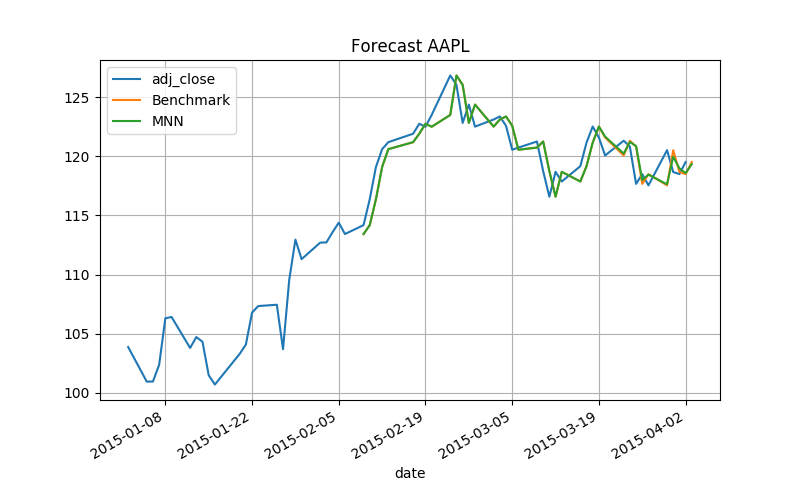 Forecast AAPL
adj_close
Benchmark
MNN
125
120
115
110
105
100
2015-01-08
2015-01-22
2015-02-05
2015-02-19
2015-03-05
2015-03-19
2015-04-02
date